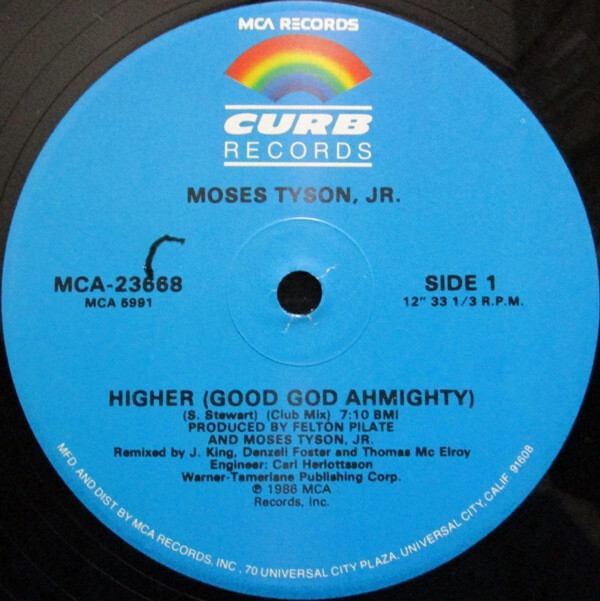 MCA RECORDS
CURB
RECORDS
MOSES TYSON, JR.
MCA-23668
MCA 5991
SIDE 1
12" 33 1/3 R.P.M.
HIGHER (GOOD GOD AHMIGHTY)
(S. Stewart) (Club Mix) 7:10 BMI
PRODUCED BY FELTON PILATE
AND MOSES TYSON, JR.
Remixed by J. King, Denzell Foster and Thomas Mc Elroy
Engineer: Carl Herlottsson
Warner-Tamerlane Publishing Corp.
℗ 1986 MCA
Records, Inc.
MFD. AND DIST BY MCA RECORDS, INC., 70 UNIVERSAL CITY PLAZA, UNIVERSAL CITY, CALIF. 91608